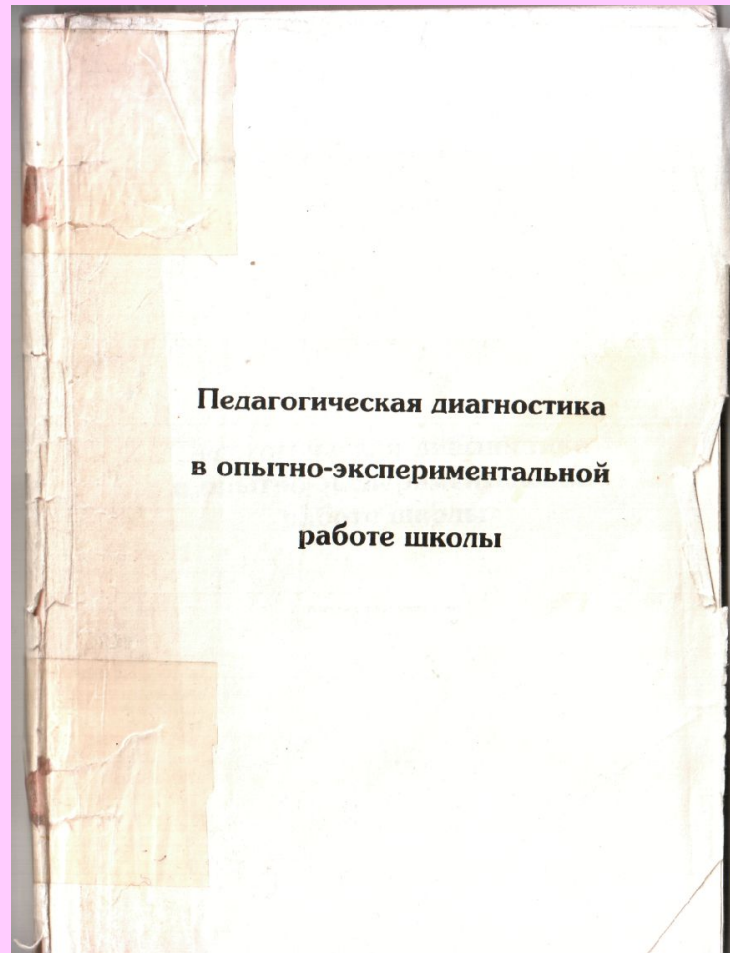 Педагогическая диагностика
в опытно-экспериментальной
работе школы